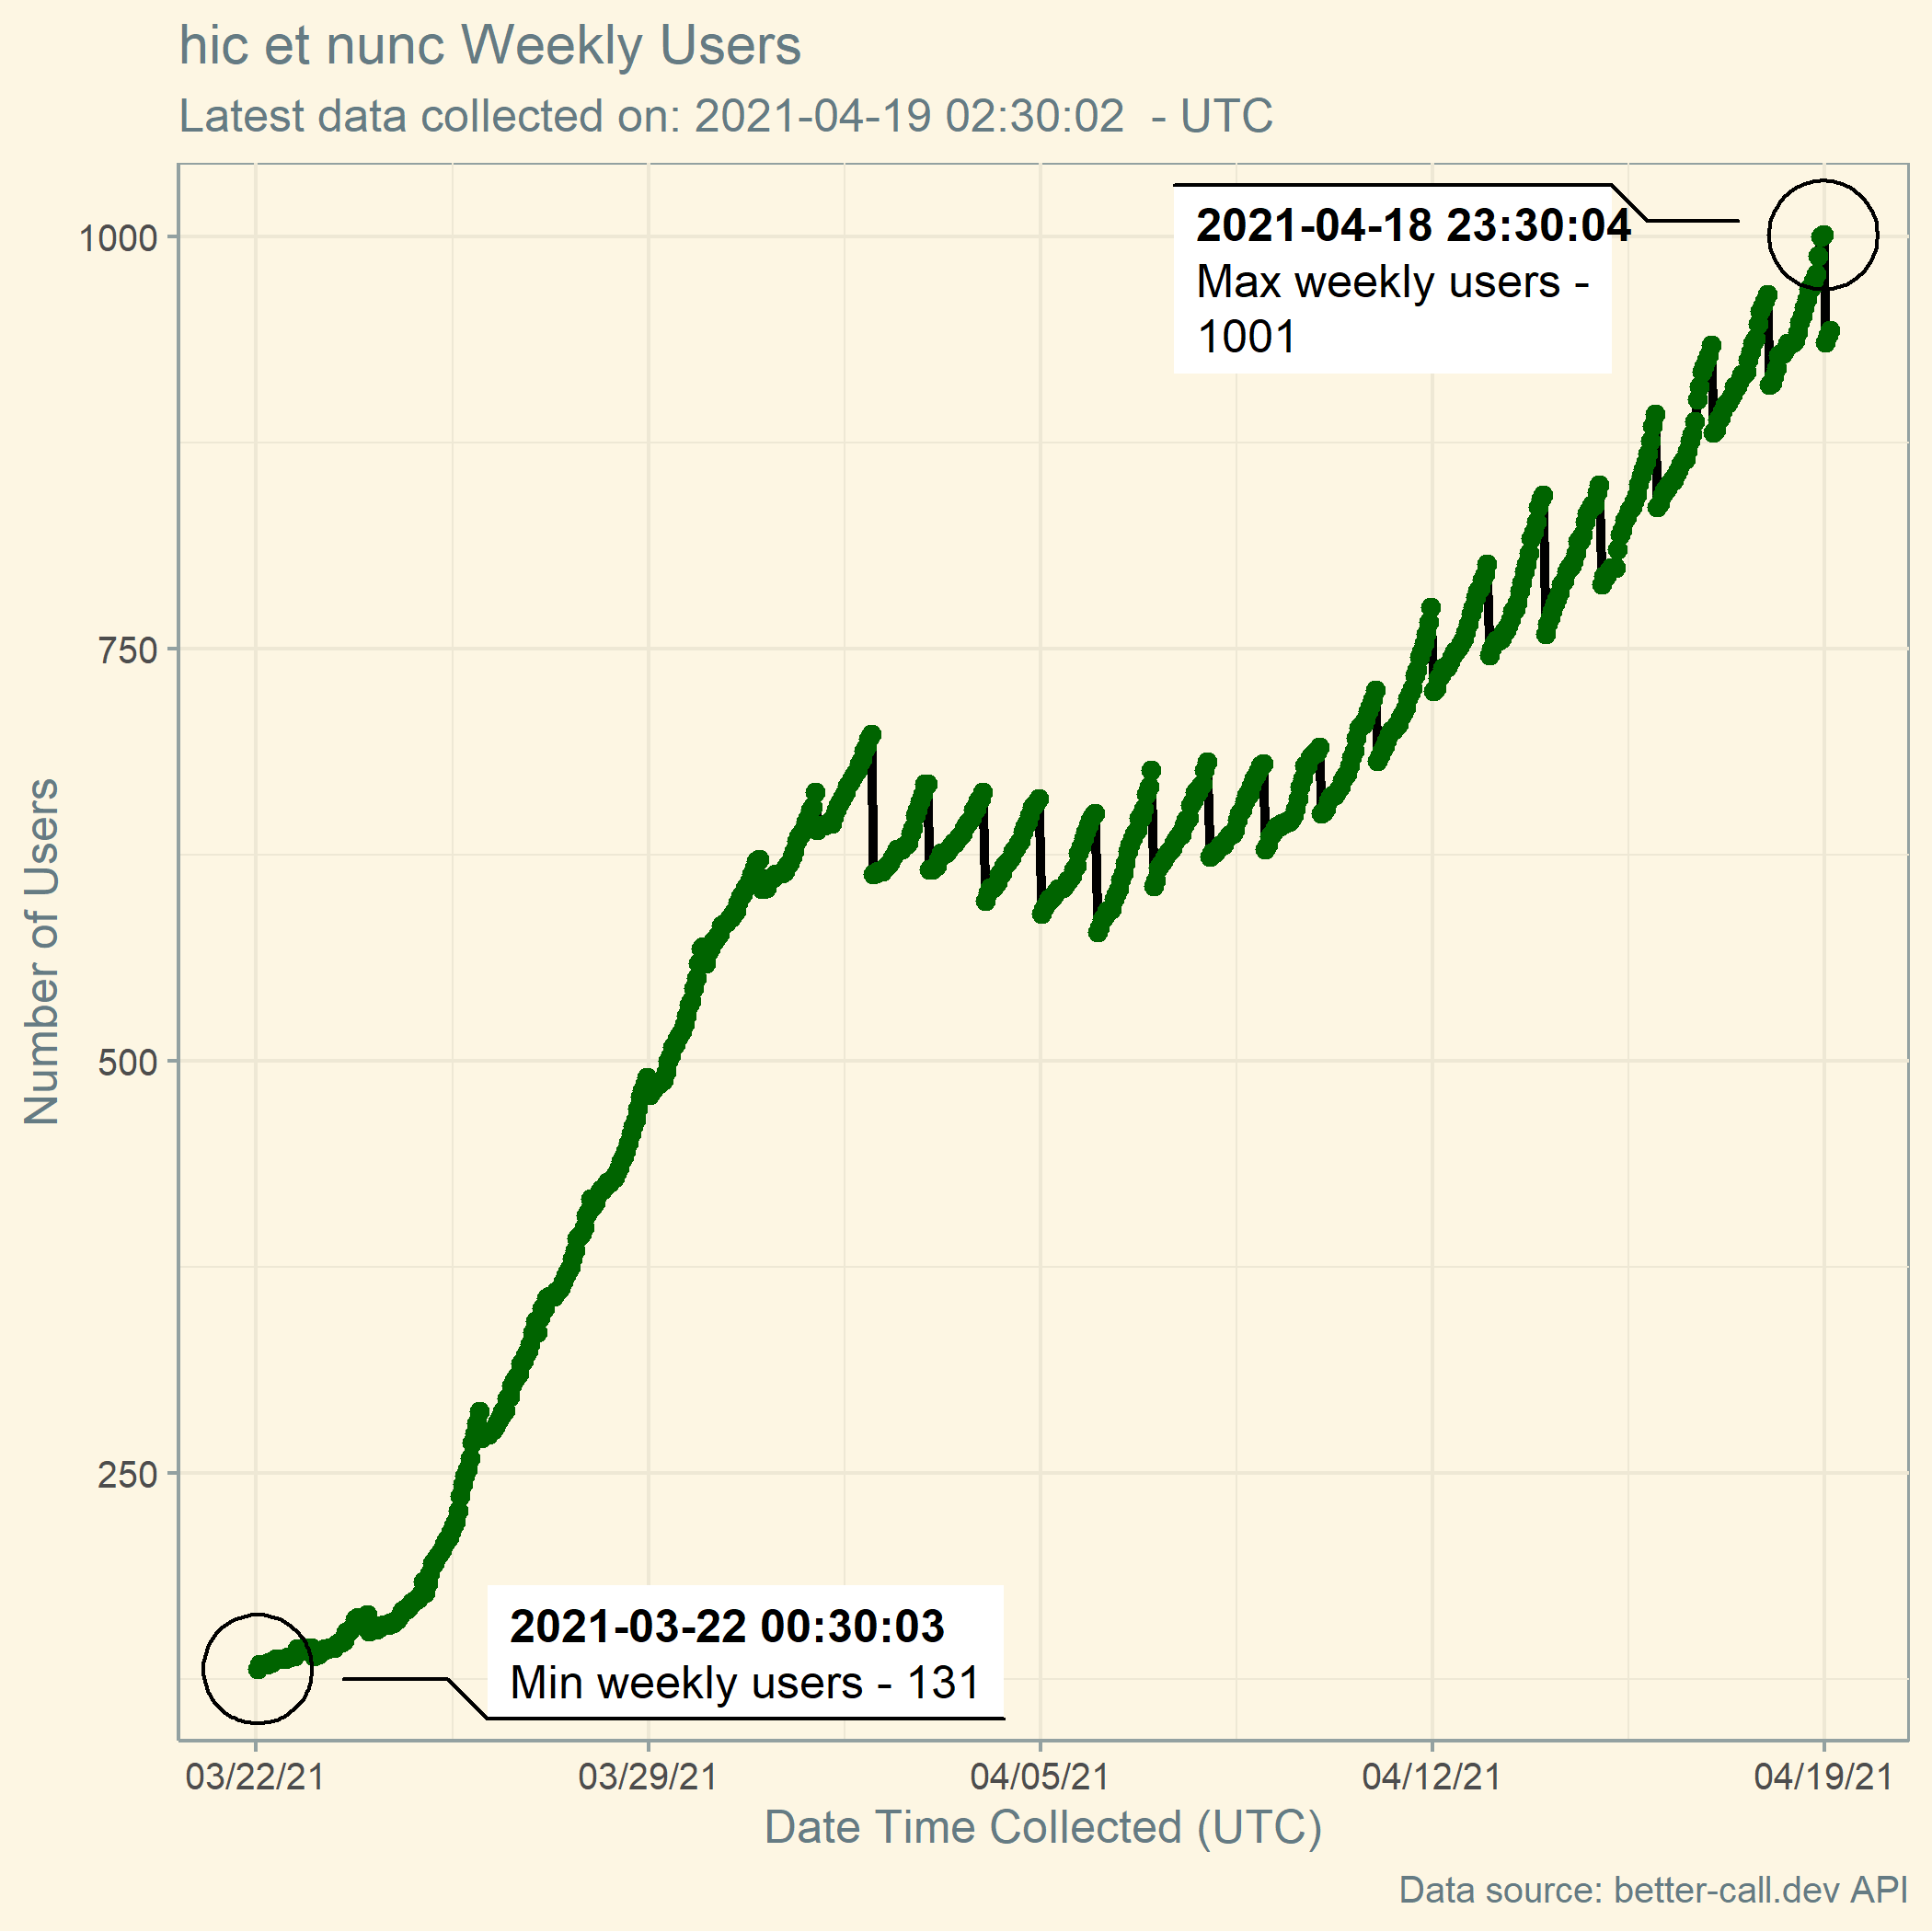 hic et nunc Weekly Users
Latest data collected on: 2021-04-19 02:30:02  - UTC
2021-04-18 23:30:04
Max weekly users -
1001
1000
750
500
250
Number of Users
2021-03-22 00:30:03
Min weekly users - 131
03/22/21
03/29/21
04/05/21
04/12/21
04/19/21
Date Time Collected (UTC)
Data source: better-call.dev API